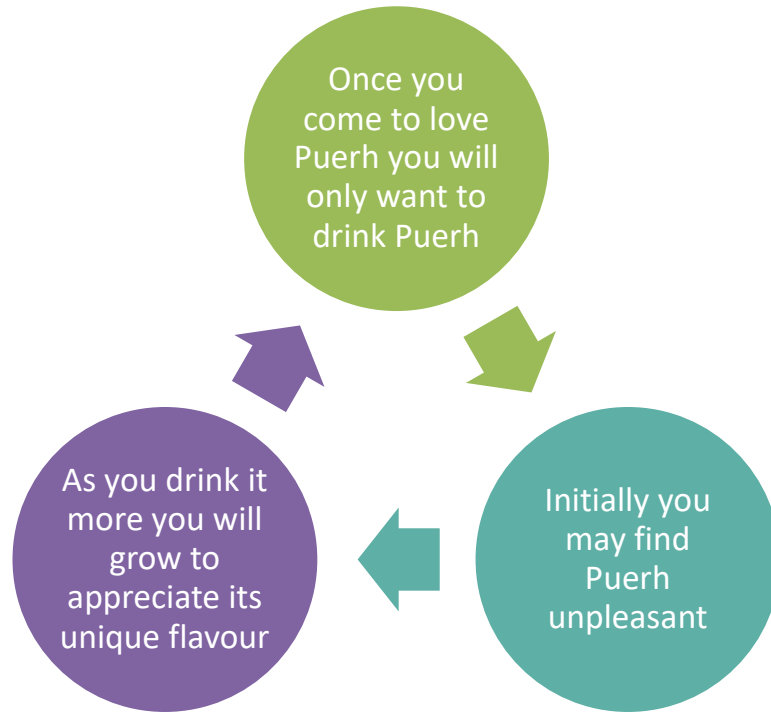 Once you
come to love
Puerh you will
only want to
drink Puerh
Initially you
may find
Puerh
unpleasant
As you drink it
more you will
grow to
appreciate its
unique flavour